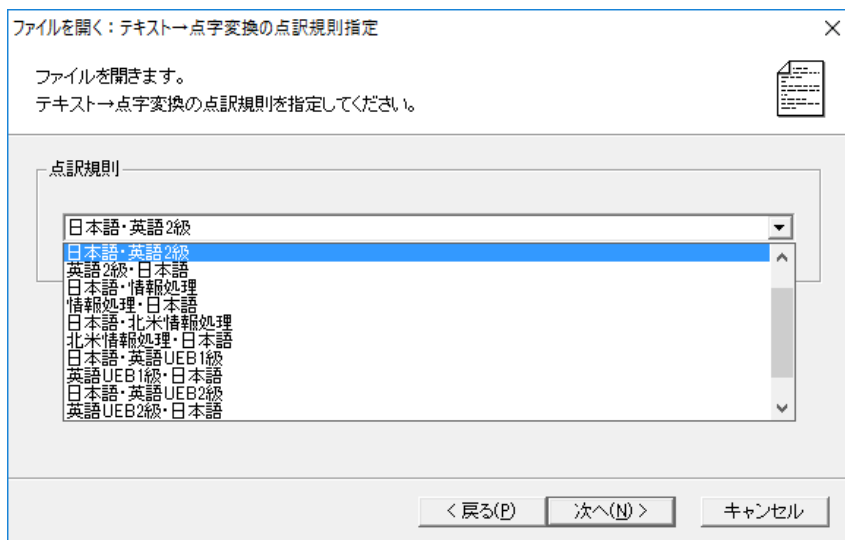 ファイルを開く：テキスト→点字変換の点訳規則指定
ファイルを開きます。
テキスト→点字変換の点訳規則を指定してください。
点訳規則
日本語・英語2級
日本語・英語2級
英語2級・日本語
日本語・情報処理
情報処理・日本語
日本語・北米情報処理
北米情報処理・日本語
日本語・英語UEB1級
英語UEB1級・日本語
日本語・英語UEB2級
英語UEB2級・日本語
< 戻る(P) 次へ(N) > キャンセル